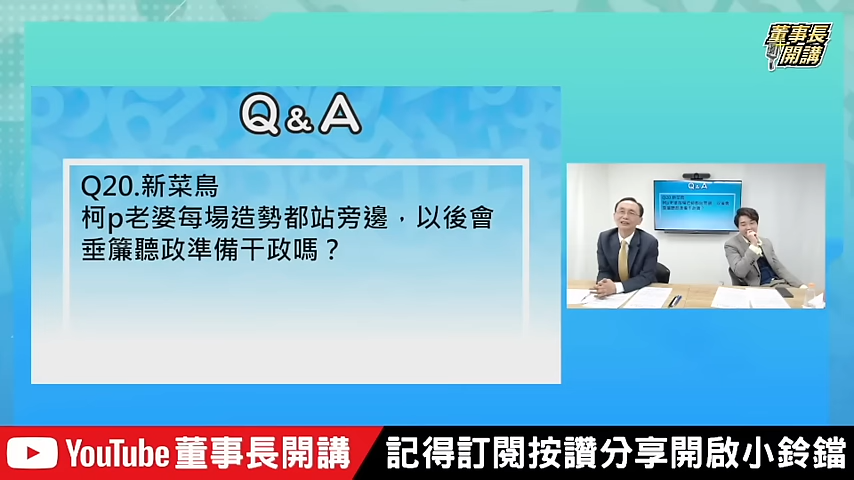 董事長
開講
Q&A
Q20.新菜鳥
柯p老婆每場造勢都站旁邊，以後會
垂簾聽政準備干政嗎？
Q&A
YouTube 董事長開講
記得訂閱按讚分享開啟小鈴鐺